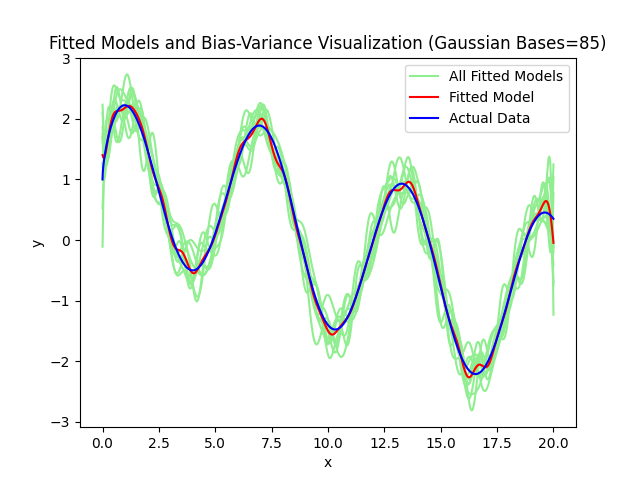 Fitted Models and Bias-Variance Visualization (Gaussian Bases=85)
All Fitted Models
Fitted Model
Actual Data
y
3
2
1
0
−1
−2
−3
0.0 2.5 5.0 7.5 10.0 12.5 15.0 17.5 20.0
x